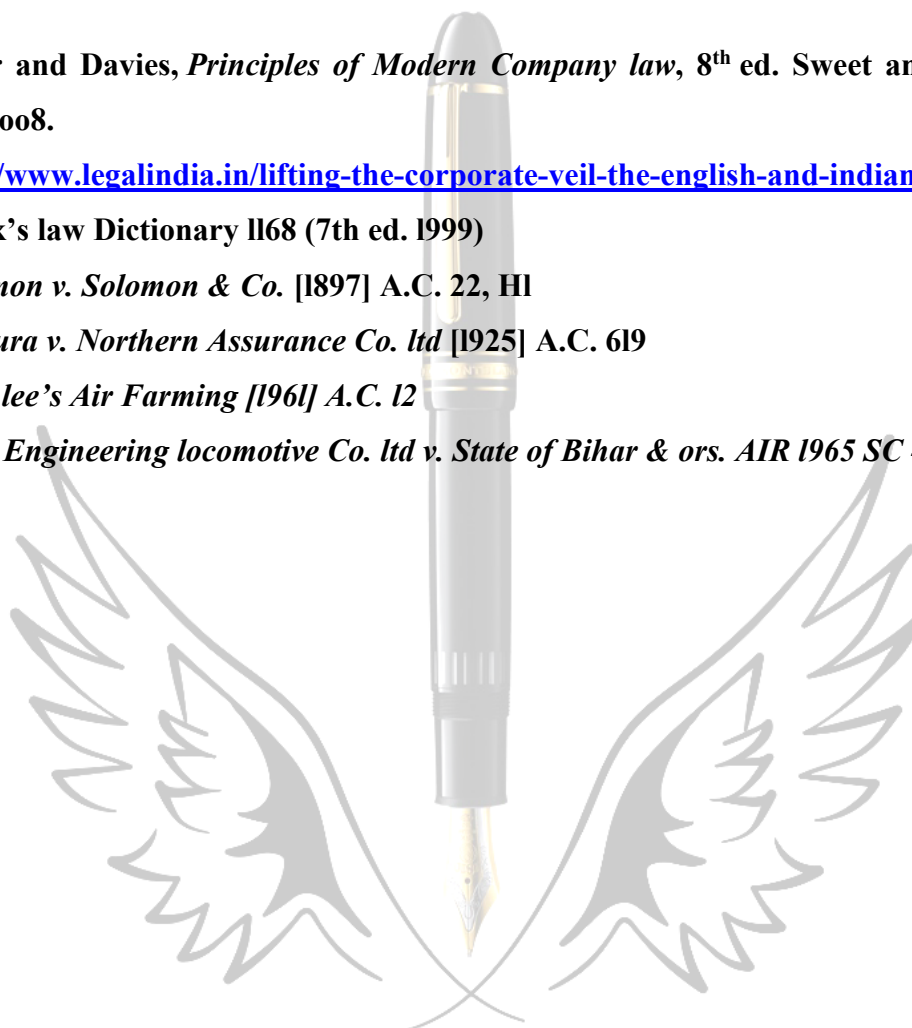 and Davies, Principles of Modern Company law, 8th ed. Sweet
oo8.
/www.legalindia.in/lifting-the-corporate-veil-the-english-and-indian
k’s law Dictionary ll68 (7th ed. l999)
non v. Solomon & Co. [l897] A.C. 22, Hl
ura v. Northern Assurance Co. ltd [l925] A.C. 6l9
lee’s Air Farming [l96l] A.C. l2
Engineering locomotive Co. ltd v. State of Bihar & ors. AIR l965 SC